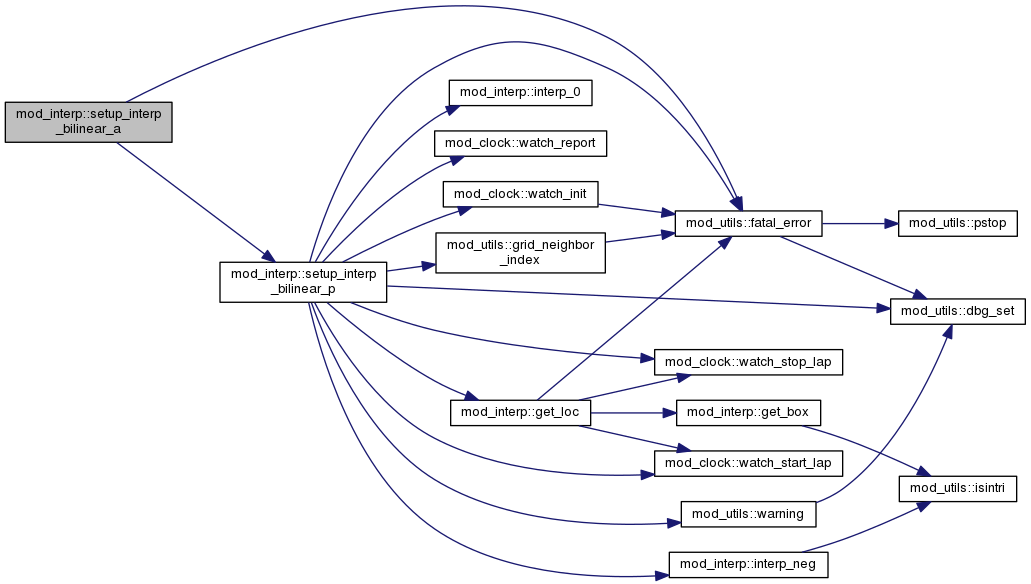 mod_interp::setup_interp
_bilinear_a
mod_interp::setup_interp
_bilinear_p
mod_interp::interp_0
mod_clock::watch_report
mod_clock::watch_init
mod_utils::grid_neighbor
_index
mod_interp::get_loc
mod_utils::fatal_error
mod_clock::watch_stop_lap
mod_interp::get_box
mod_clock::watch_start_lap
mod_utils::warning
mod_interp::interp_neg
mod_utils::pstop
mod_utils::dbg_set
mod_utils::isintri